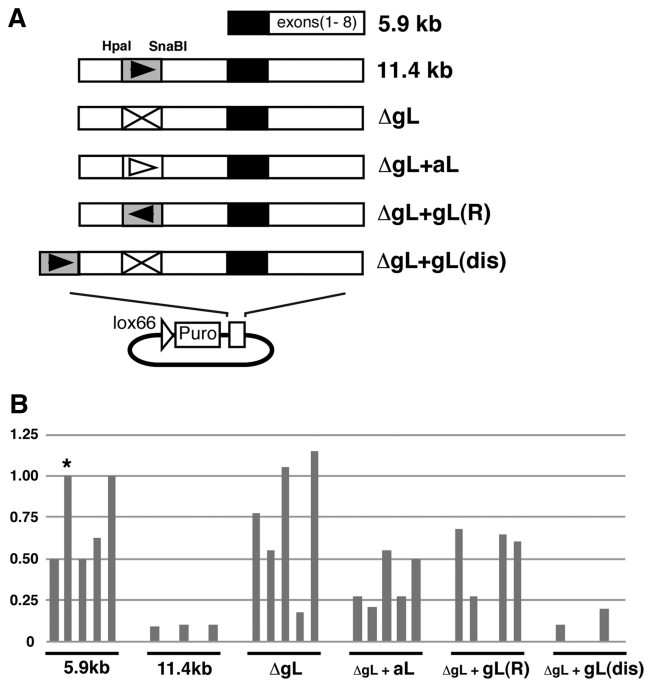 A
exons(1- 8)
5.9 kb
HpaI SnaBI
11.4 kb
ΔgL
ΔgL+aL
ΔgL+gL(R)
ΔgL+gL(dis)
lox66
Puro
B
1.25
*
1.00
0.75
0.50
0.25
0
5.9kb 11.4kb ΔgL ΔgL + aL ΔgL + gL(R) ΔgL + gL(dis)